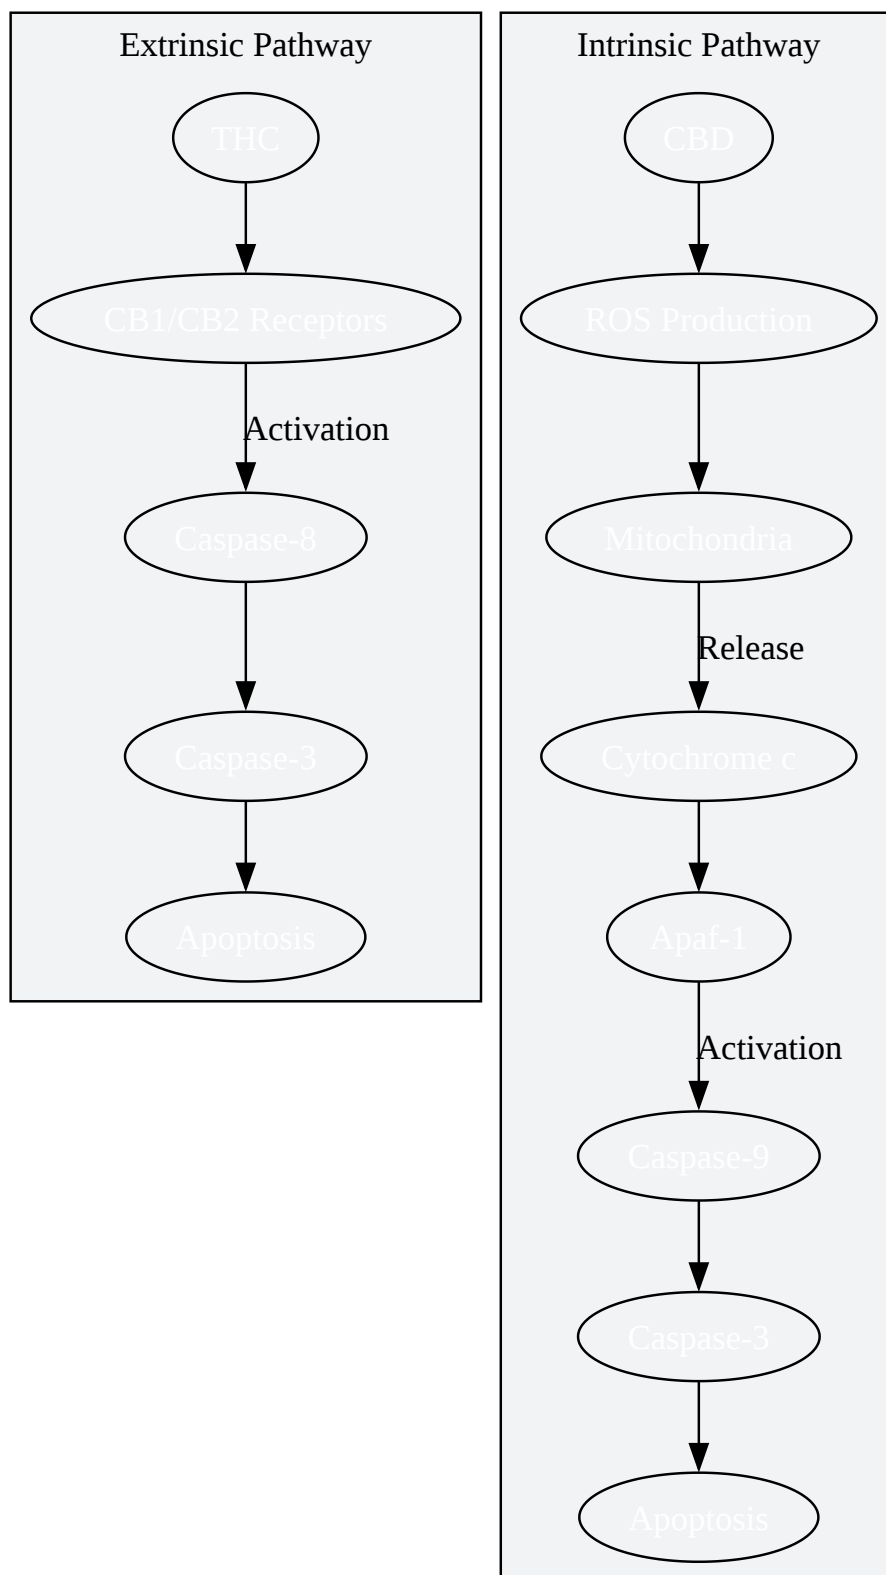 Extrinsic Pathway
THC
CB1/CB2 Receptors
Activation
Caspase-8
Caspase-3
Apoptosis
Intrinsic Pathway
CBD
ROS Production
Mitochondria
Release
Cytochrome c
Apaf-1
Activation
Caspase-9
Caspase-3
Apoptosis